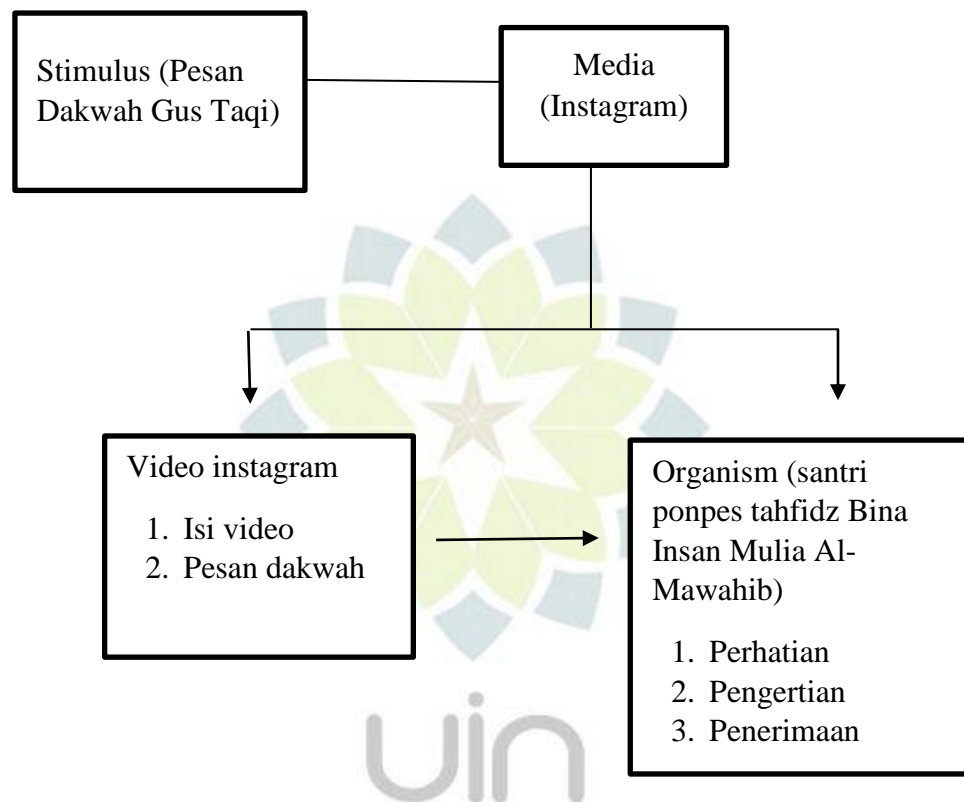 Stimulus (Pesan
Dakwah Gus Taqi)
Media
(Instagram)
Video instagram
1. Isi video
2. Pesan dakwah
Organism (santri
ponpes tahfidz Bina
Insan Mulia Al-
Mawahib)
1. Perhatian
2. Pengertian
3. Penerimaan
uin